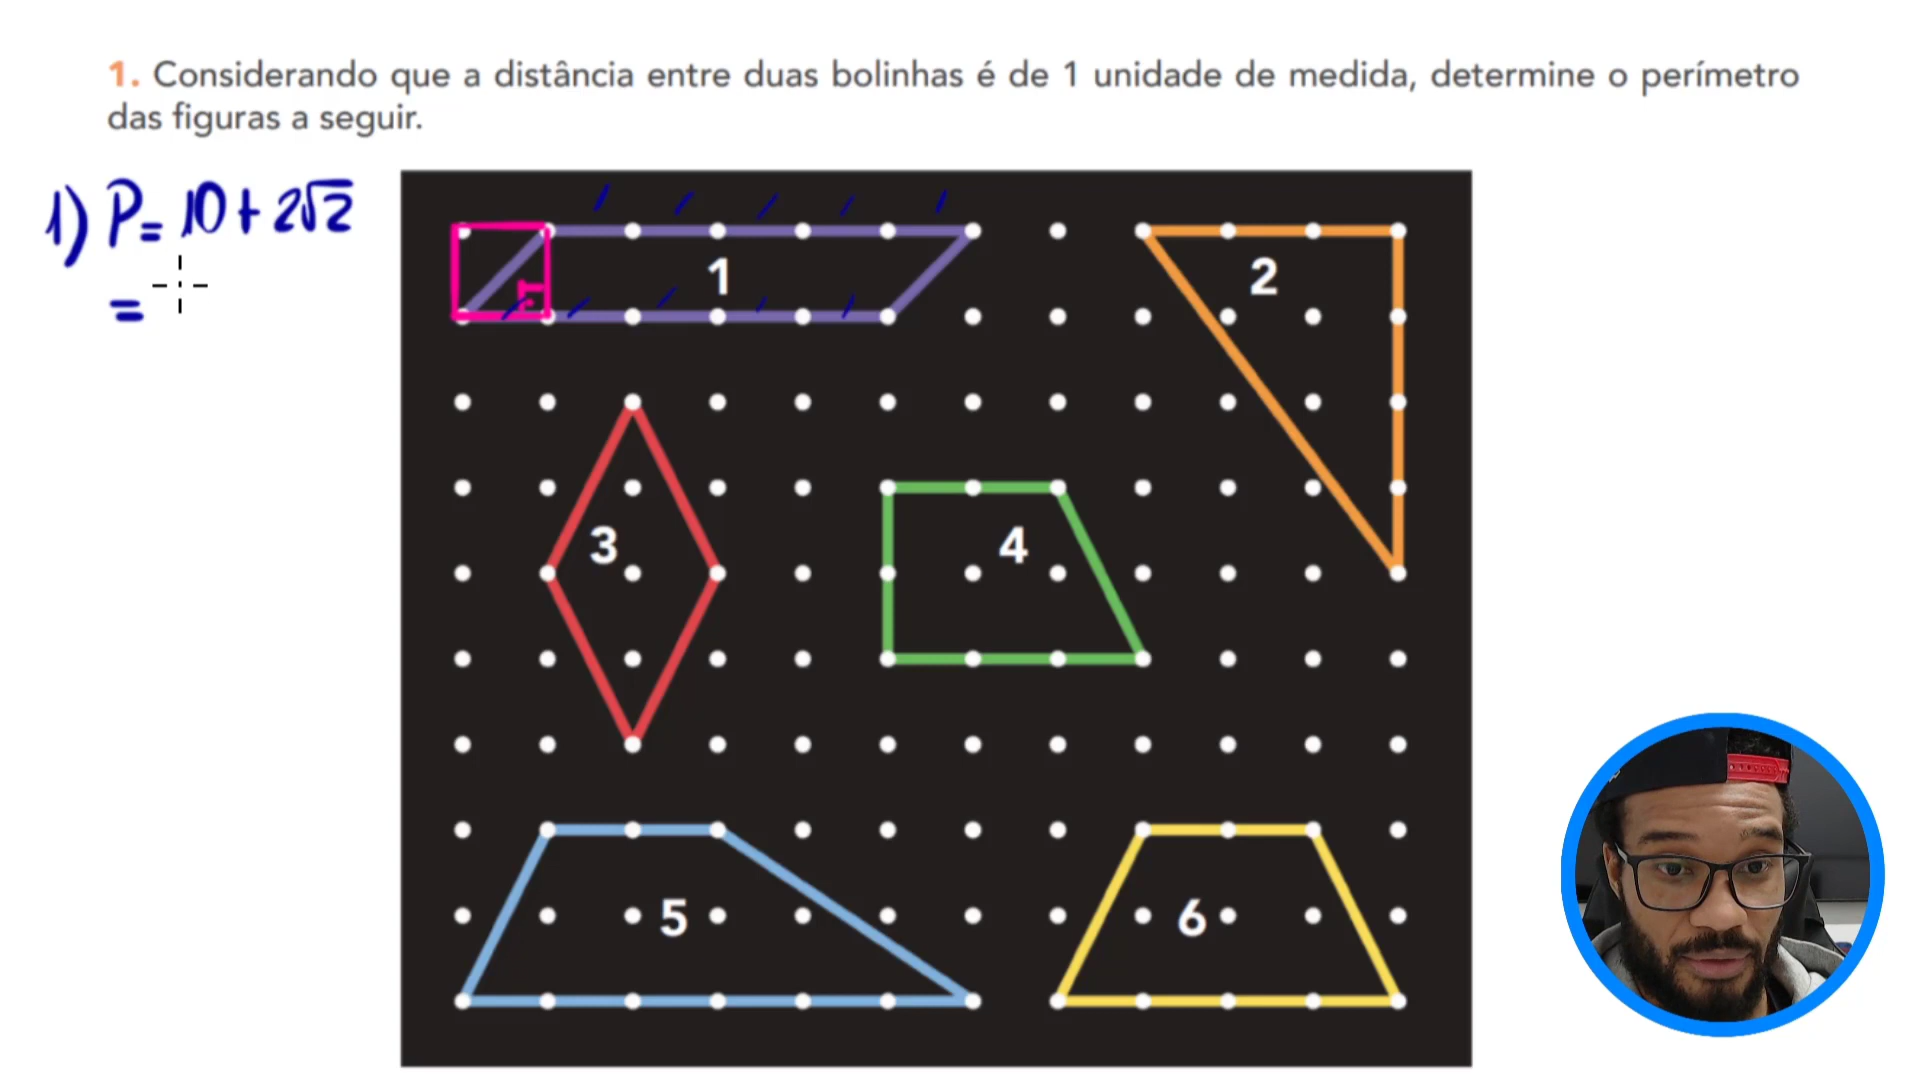 1. Considerando que a distância entre duas bolinhas é de 1 unidade de medida, determine o perímetro
das figuras a seguir.
1) P = 10 + 2√2
=
1
2
3
4
5
6